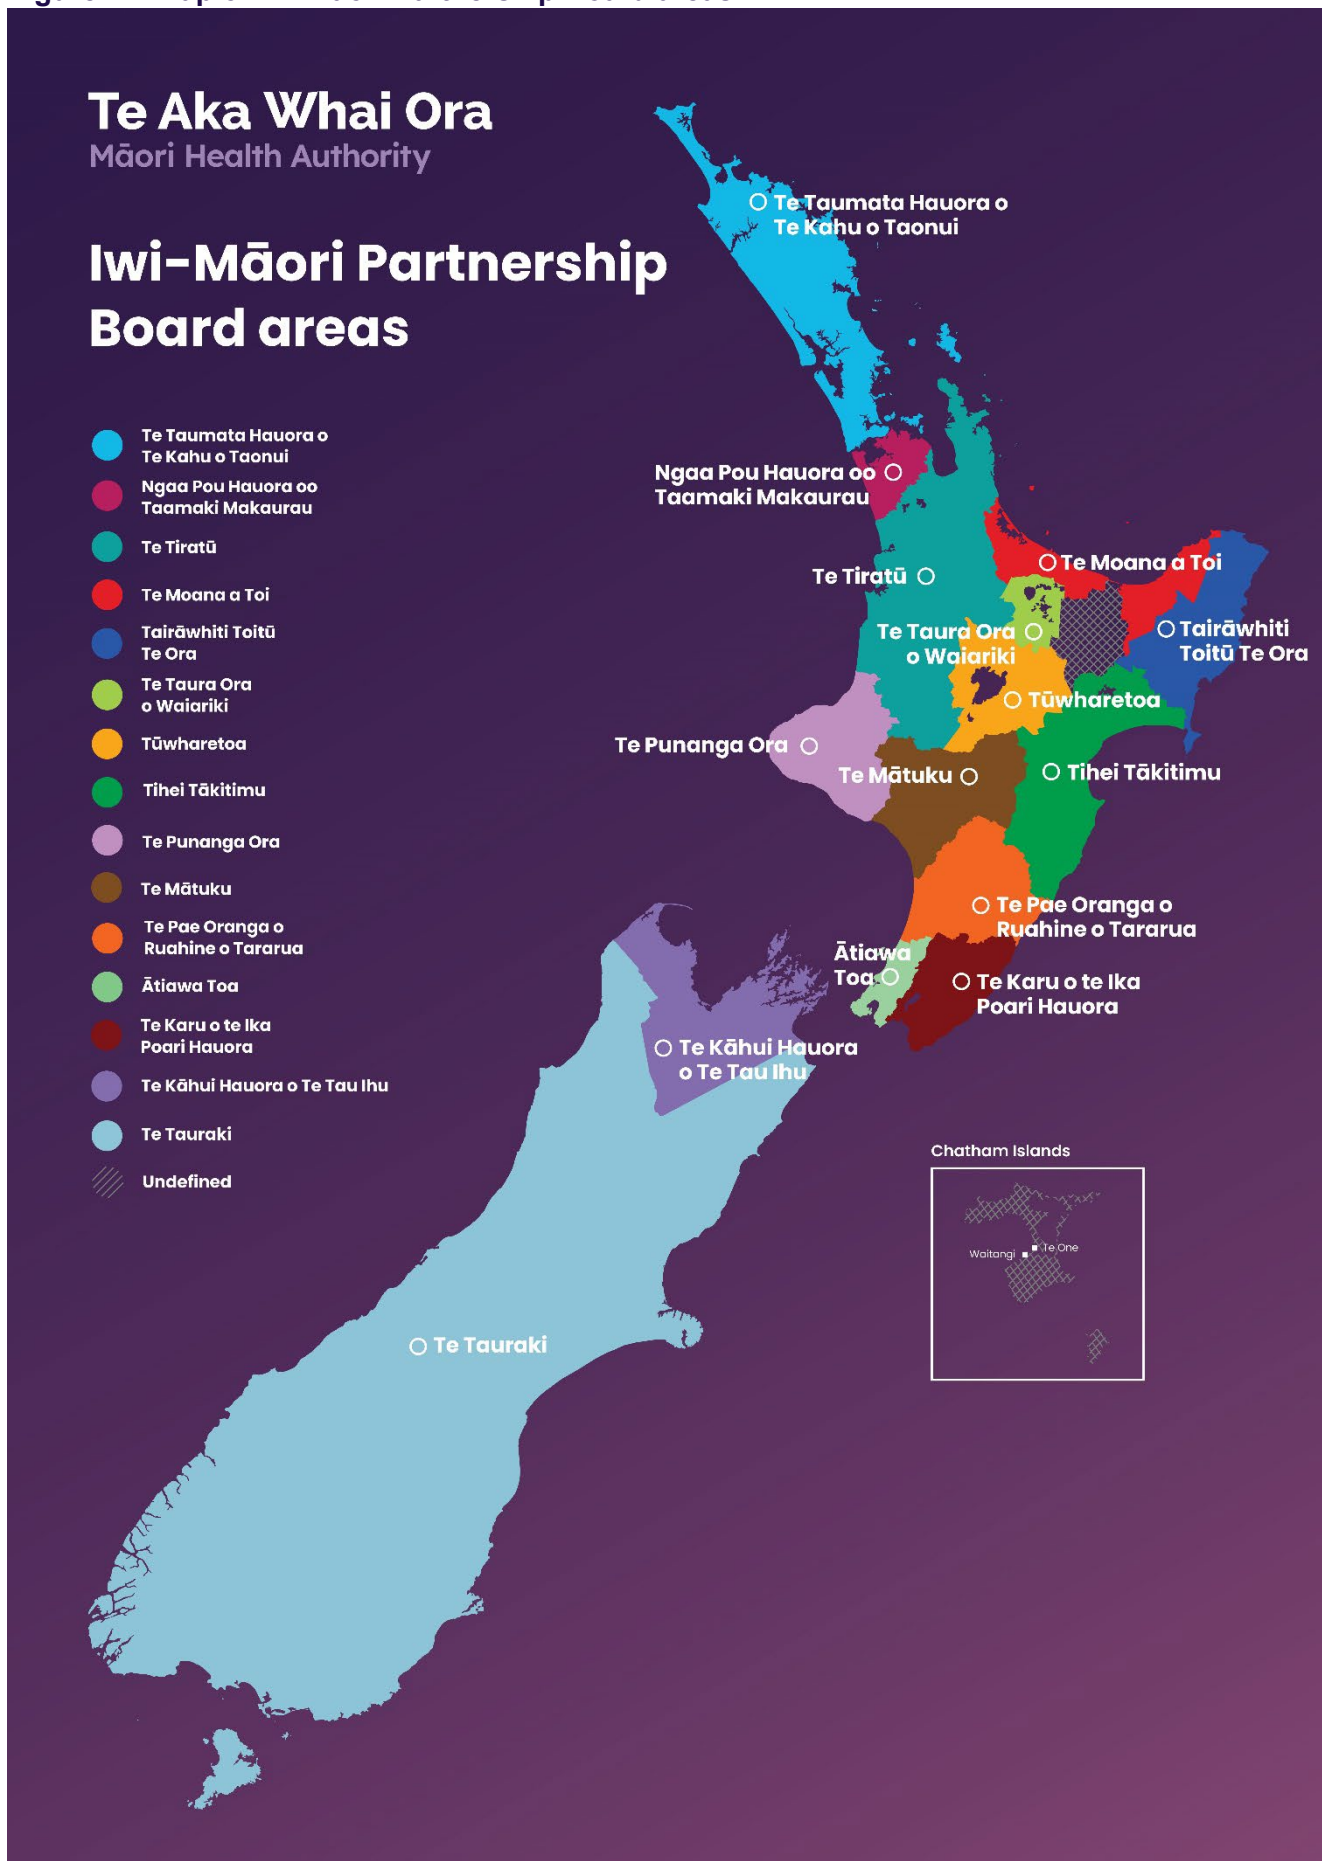 Te Aka Whai Ora
Māori Health Authority
Iwi-Māori Partnership
Board areas
Te Taumata Hauora o
Te Kahu o Taonui
Ngaa Pou Hauora oo
Taamaki Makaurau
Te Tiratū
Te Moana a Toi
Tairāwhiti Toitū
Te Ora
Te Taura Ora
o Waiariki
Tūwharetoa
Tihei Tākitimu
Te Punanga Ora
Te Mātuku
Te Pae Oranga o
Ruahine o Tararua
Ātiawa Toa
Te Karu o te Ika
Poari Hauora
Te Kāhui Hauora o Te Tau Ihu
Te Tauraki
Undefined
Te Taumata Hauora o
Te Kahu o Taonui
Ngaa Pou Hauora oo
Taamaki Makaurau
Te Moana a Toi
Te Tiratū
Te Taura Ora
o Waiariki
Tairāwhiti
Toitū Te Ora
Tūwharetoa
Te Punanga Ora
Te Mātuku
Tihei Tākitimu
Te Pae Oranga o
Ruahine o Tararua
Ātiawa
Toa
Te Karu o te Ika
Poari Hauora
Te Kāhui Hauora
o Te Tau Ihu
Te Tauraki
Chatham Islands
Te One
Waitangi